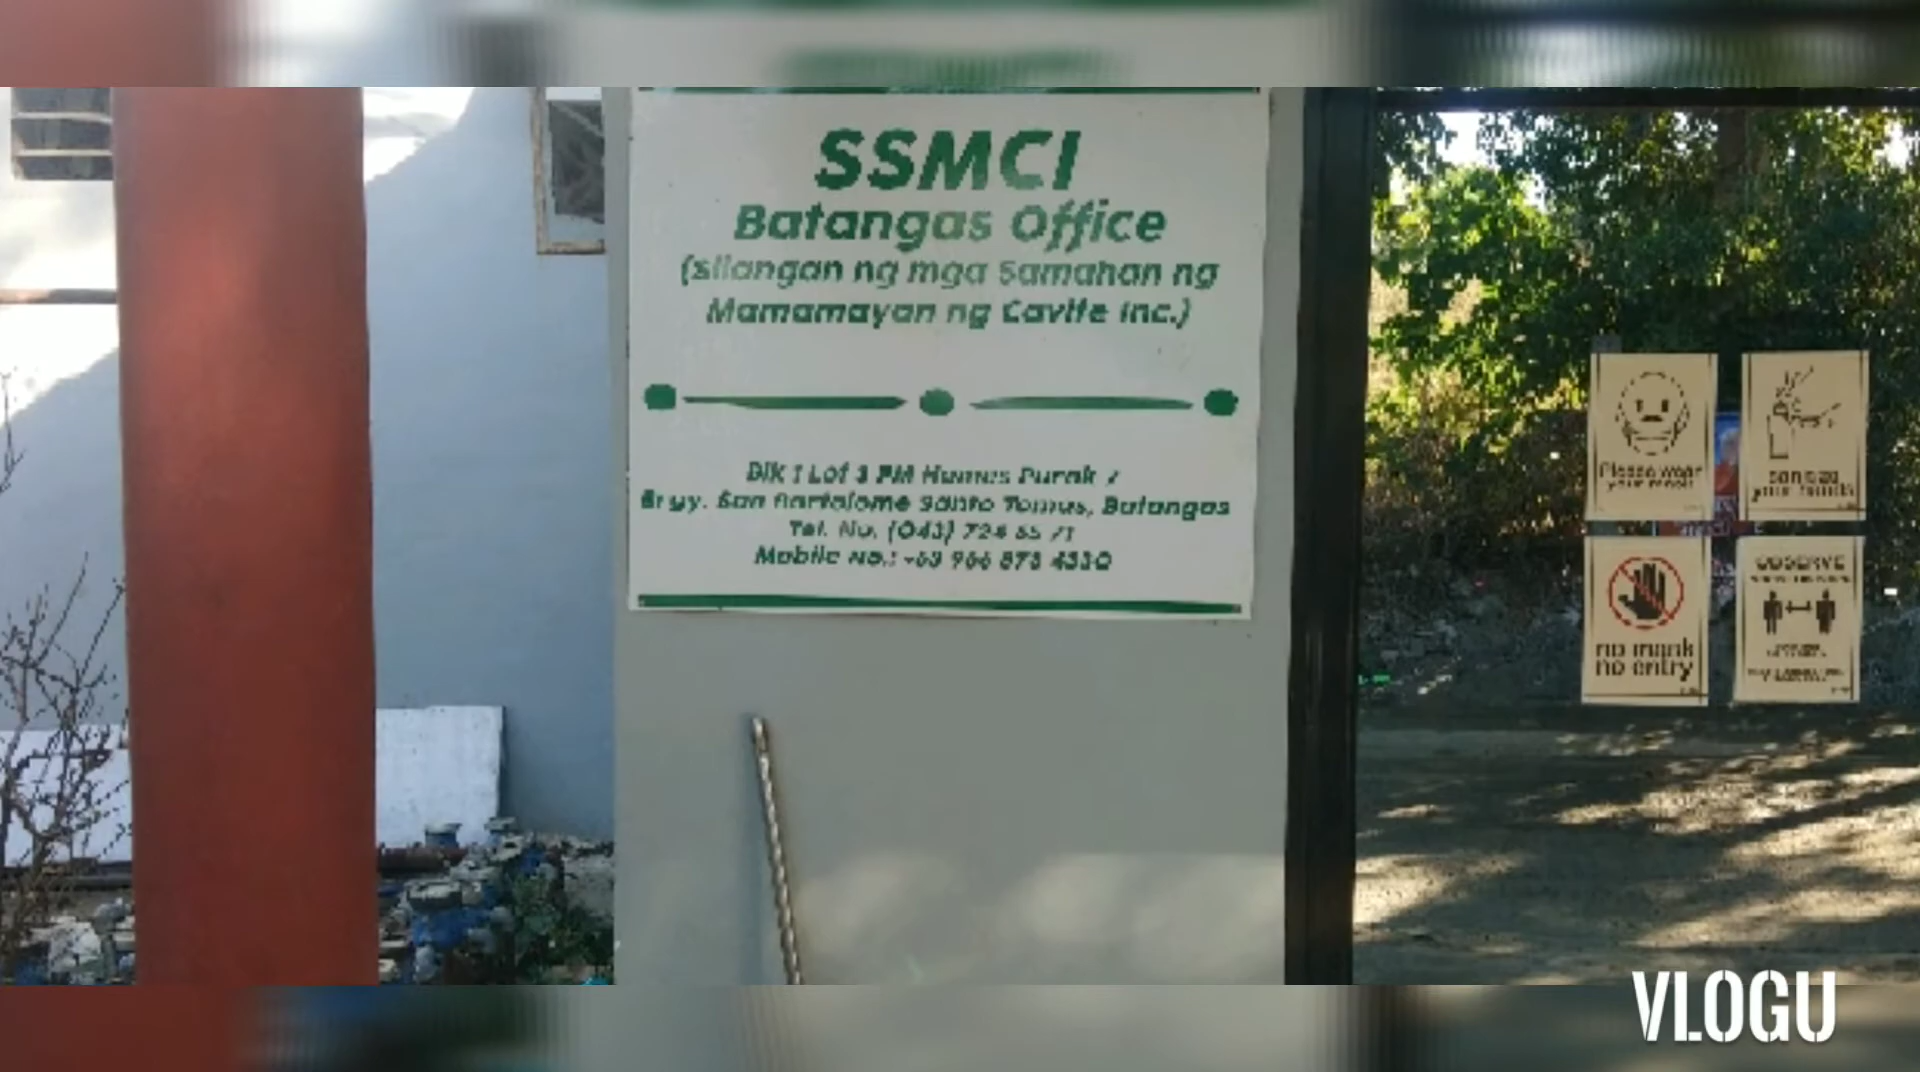 SSMCI
Batangas Office
(Silangan ng mga Samahan ng
Mamamayan ng Cavite Inc.)
Blk 1 Lot 3 PM Homes Purok 7
Brgy. San Bartolome Santo Tomas, Batangas
Tel. No. (043) 724
Mobile No.: +63 966 873 4330
Please wear
your mask
sanitize
your hands
no mask
no entry
OBSERVE
VLOGU